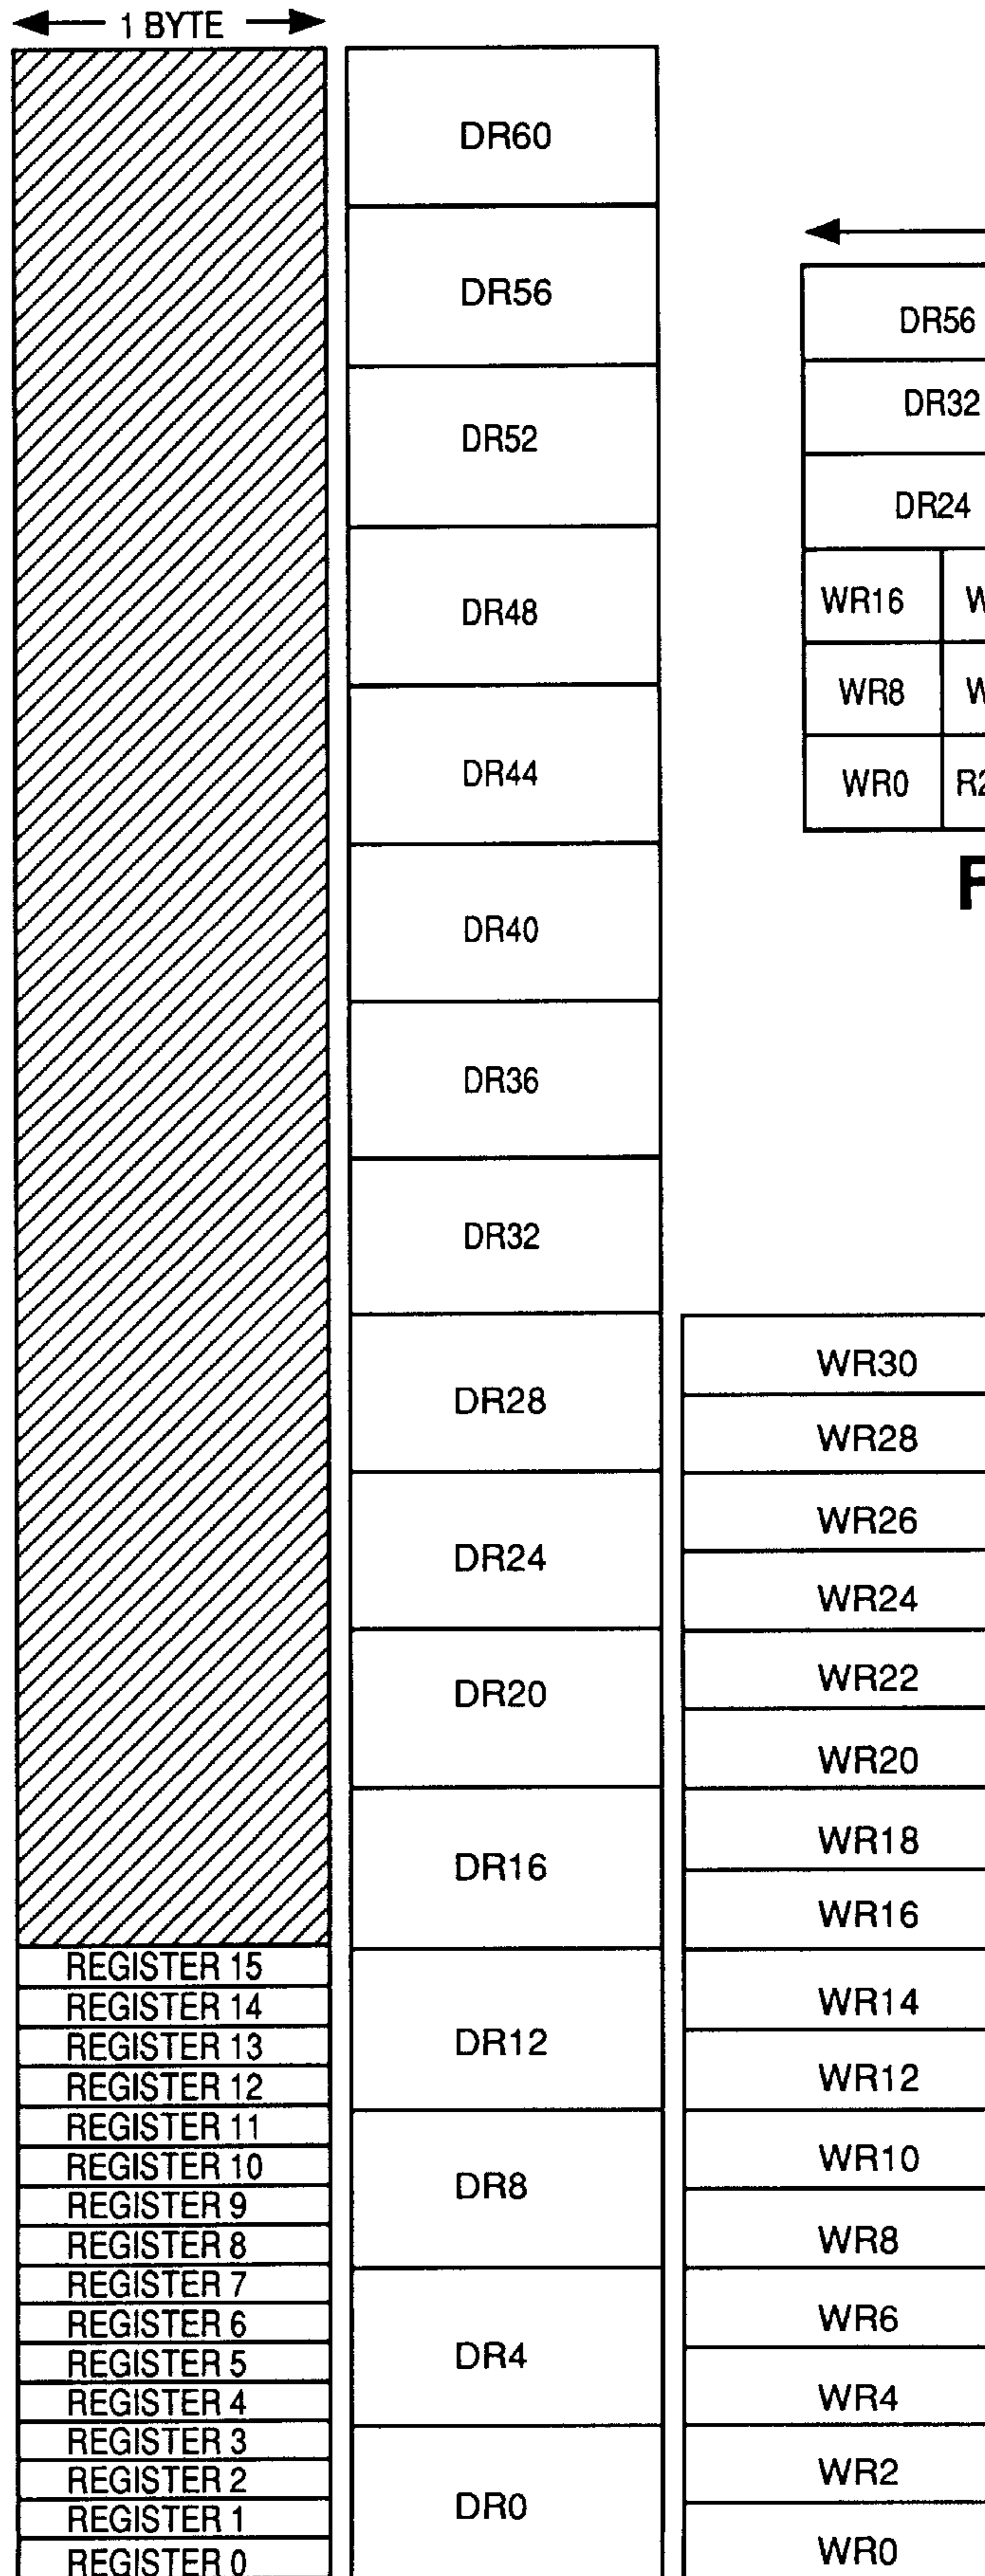 1 BYTE
DR60
DR56
DR52
DR48
DR44
DR40
DR36
DR32
DR28
DR24
DR20
DR16
DR12
DR8
DR4
DR0
REGISTER 15
REGISTER 14
REGISTER 13
REGISTER 12
REGISTER 11
REGISTER 10
REGISTER 9
REGISTER 8
REGISTER 7
REGISTER 6
REGISTER 5
REGISTER 4
REGISTER 3
REGISTER 2
REGISTER 1
REGISTER 0
DR56
DR32
DR24
WR16 W
WR8 W
WR0 R2
F
WR30
WR28
WR26
WR24
WR22
WR20
WR18
WR16
WR14
WR12
WR10
WR8
WR6
WR4
WR2
WR0